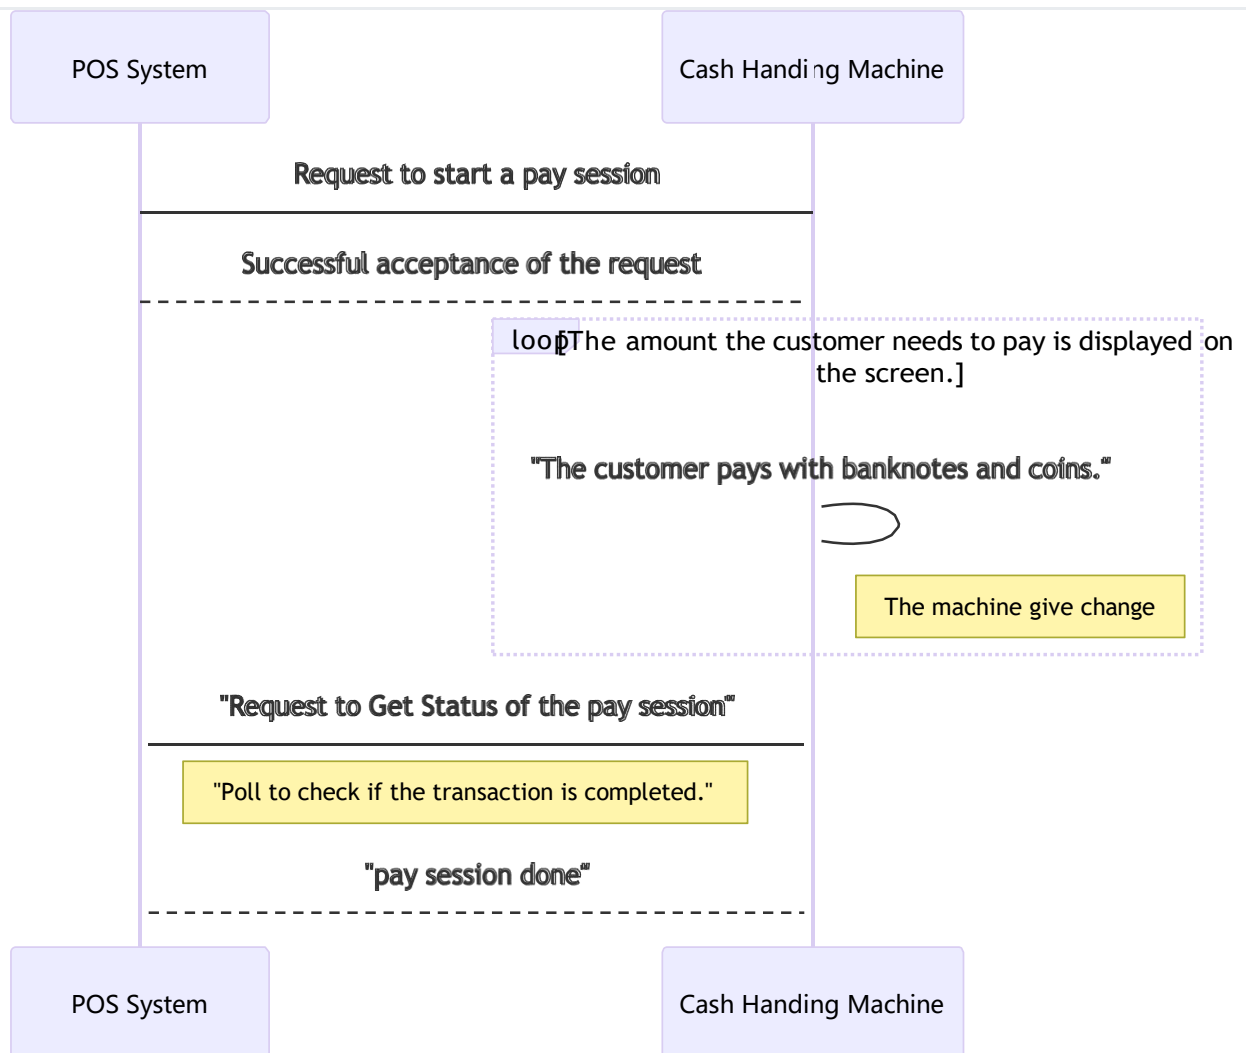 POS System
Cash Handing Machine
Request to start a pay session
Successful acceptance of the request
loop
[The amount the customer needs to pay is displayed on
the screen.]
"The customer pays with banknotes and coins."
The machine give change
"Request to Get Status of the pay session"
"Poll to check if the transaction is completed."
"pay session done"
POS System
Cash Handing Machine